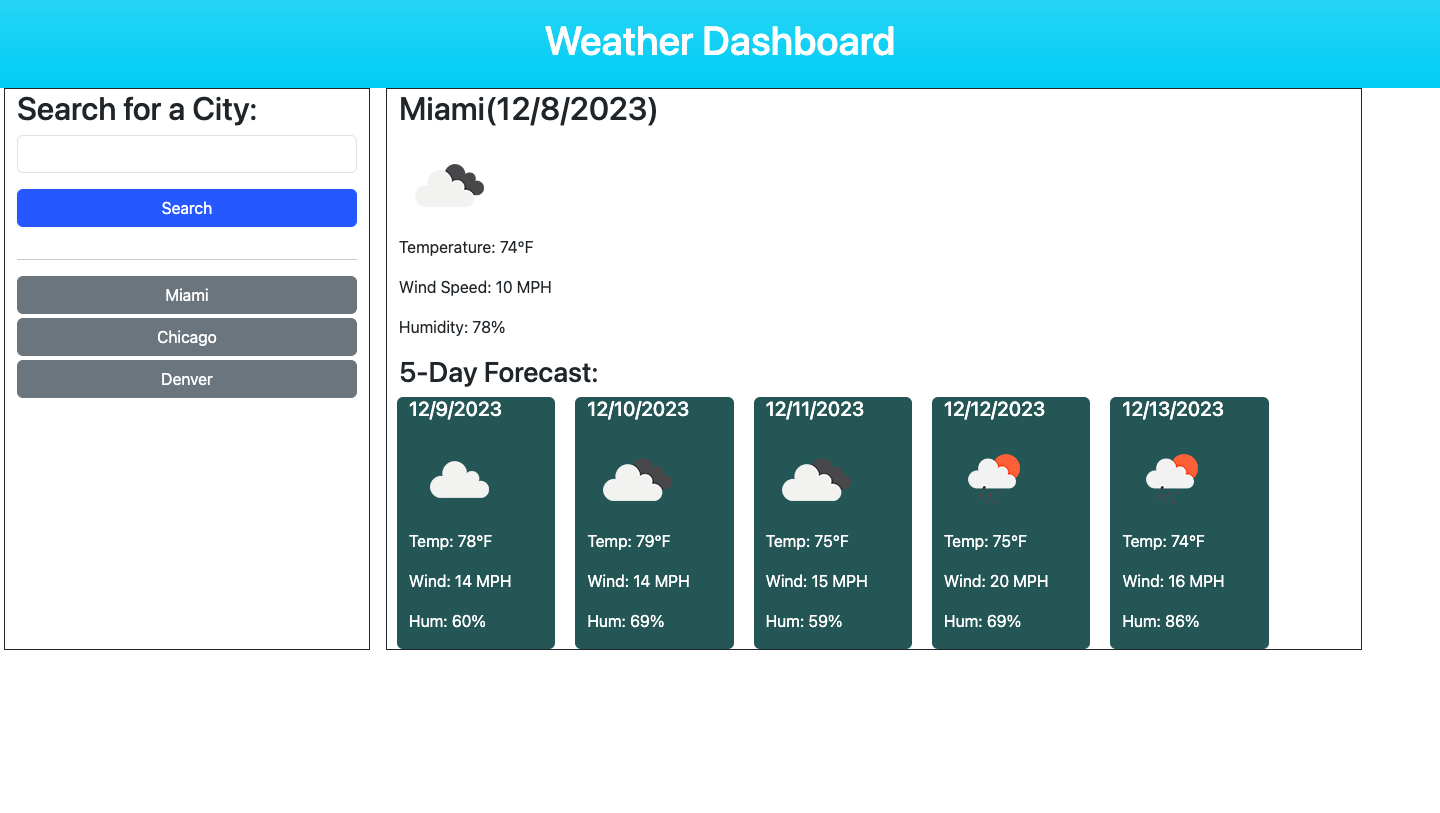 Weather Dashboard
Search for a City:
Search
Miami
Chicago
Denver
Miami(12/8/2023)
Temperature: 74°F
Wind Speed: 10 MPH
Humidity: 78%
5-Day Forecast:
12/9/2023
Temp: 78°F
Wind: 14 MPH
Hum: 60%
12/10/2023
Temp: 79°F
Wind: 14 MPH
Hum: 69%
12/11/2023
Temp: 75°F
Wind: 15 MPH
Hum: 59%
12/12/2023
Temp: 75°F
Wind: 20 MPH
Hum: 69%
12/13/2023
Temp: 74°F
Wind: 16 MPH
Hum: 86%